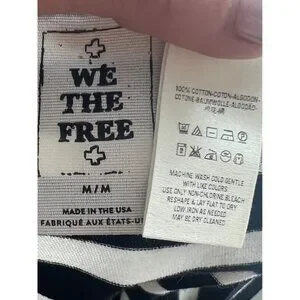 WE
THE
FREE
M/M
MADE IN THE USA
FABRIQUÉ AUX ÉTATS-U
100% COTTON-COTON-ALGODON-
COTONE-BAUMWOLLE-ALGODÃO-
MACHINE WASH COLD GENTLE
WITH LIKE COLORS
USE ONLY NON-CHLORINE BLEACH
RESHAPE & LAY FLAT TO DRY
LOW IRON AS NEEDED
MAY BE DRY CLEANED